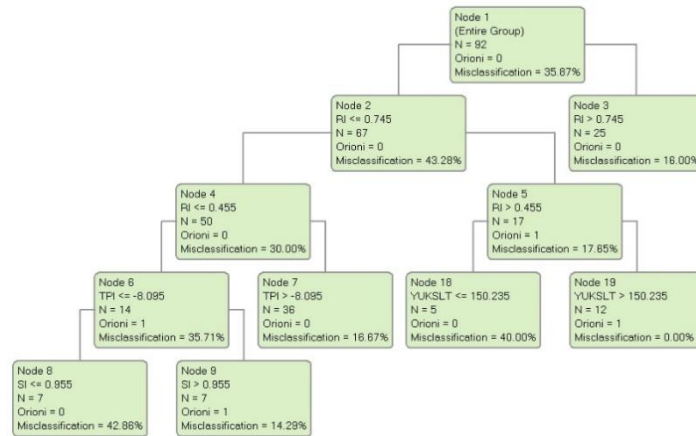 Node 1
(Entire Group)
N = 92
Orioni = 0
Misclassification = 35.87%
Node 2
RI <= 0.745
N = 67
Orioni = 0
Misclassification = 43.28%
Node 3
RI > 0.745
N = 25
Orioni = 0
Misclassification = 16.00%
Node 4
RI <= 0.455
N = 50
Orioni = 0
Misclassification = 30.00%
Node 5
RI > 0.455
N = 17
Orioni = 1
Misclassification = 17.65%
Node 6
TPI <= -8.095
N = 14
Orioni = 1
Misclassification = 35.71%
Node 7
TPI > -8.095
N = 36
Orioni = 0
Misclassification = 16.67%
Node 18
YUKSLT <= 150.235
N = 5
Orioni = 0
Misclassification = 40.00%
Node 19
YUKSLT > 150.235
N = 12
Orioni = 1
Misclassification = 0.00%
Node 8
SI <= 0.955
N = 7
Orioni = 0
Misclassification = 42.86%
Node 9
SI > 0.955
N = 7
Orioni = 1
Misclassification = 14.29%